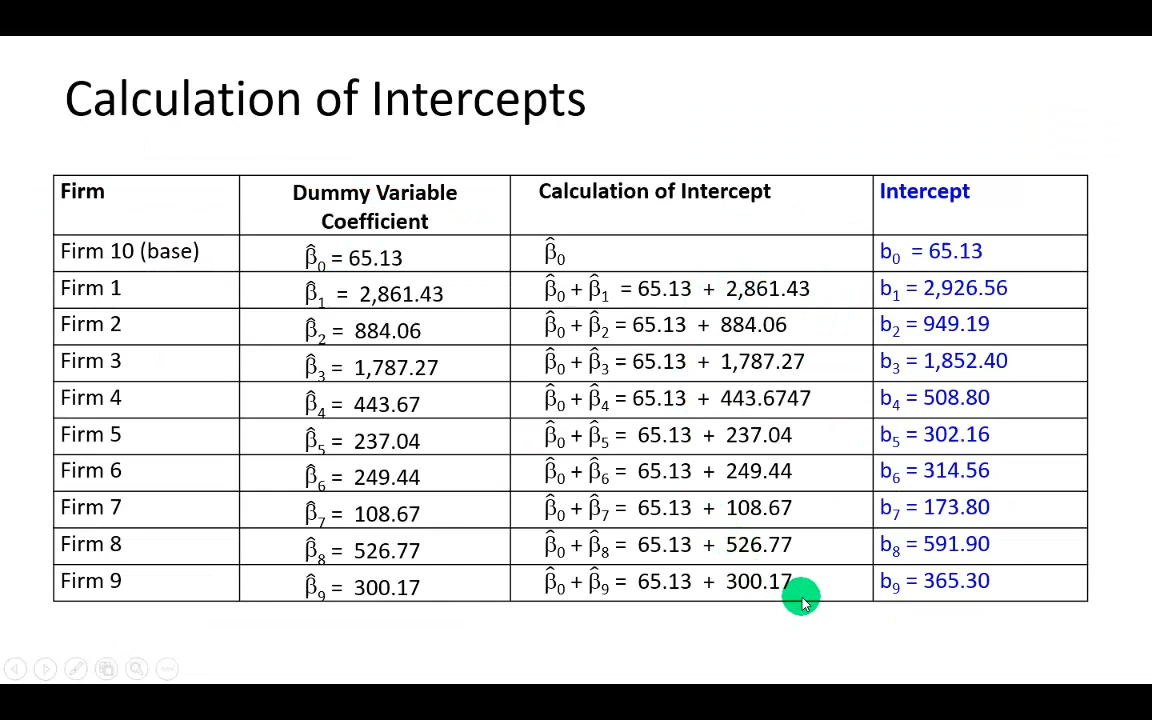 Calculation of Intercepts
Firm Dummy Variable Coefficient Calculation of Intercept Intercept
Firm 10 (base) β̂₀ = 65.13 β̂₀ b₀ = 65.13
Firm 1 β̂₁ = 2,861.43 β̂₀ + β̂₁ = 65.13 + 2,861.43 b₁ = 2,926.56
Firm 2 β̂₂ = 884.06 β̂₀ + β̂₂ = 65.13 + 884.06 b₂ = 949.19
Firm 3 β̂₃ = 1,787.27 β̂₀ + β̂₃ = 65.13 + 1,787.27 b₃ = 1,852.40
Firm 4 β̂₄ = 443.67 β̂₀ + β̂₄ = 65.13 + 443.6747 b₄ = 508.80
Firm 5 β̂₅ = 237.04 β̂₀ + β̂₅ = 65.13 + 237.04 b₅ = 302.16
Firm 6 β̂₆ = 249.44 β̂₀ + β̂₆ = 65.13 + 249.44 b₆ = 314.56
Firm 7 β̂₇ = 108.67 β̂₀ + β̂₇ = 65.13 + 108.67 b₇ = 173.80
Firm 8 β̂₈ = 526.77 β̂₀ + β̂₈ = 65.13 + 526.77 b₈ = 591.90
Firm 9 β̂₉ = 300.17 β̂₀ + β̂₉ = 65.13 + 300.17 b₉ = 365.30